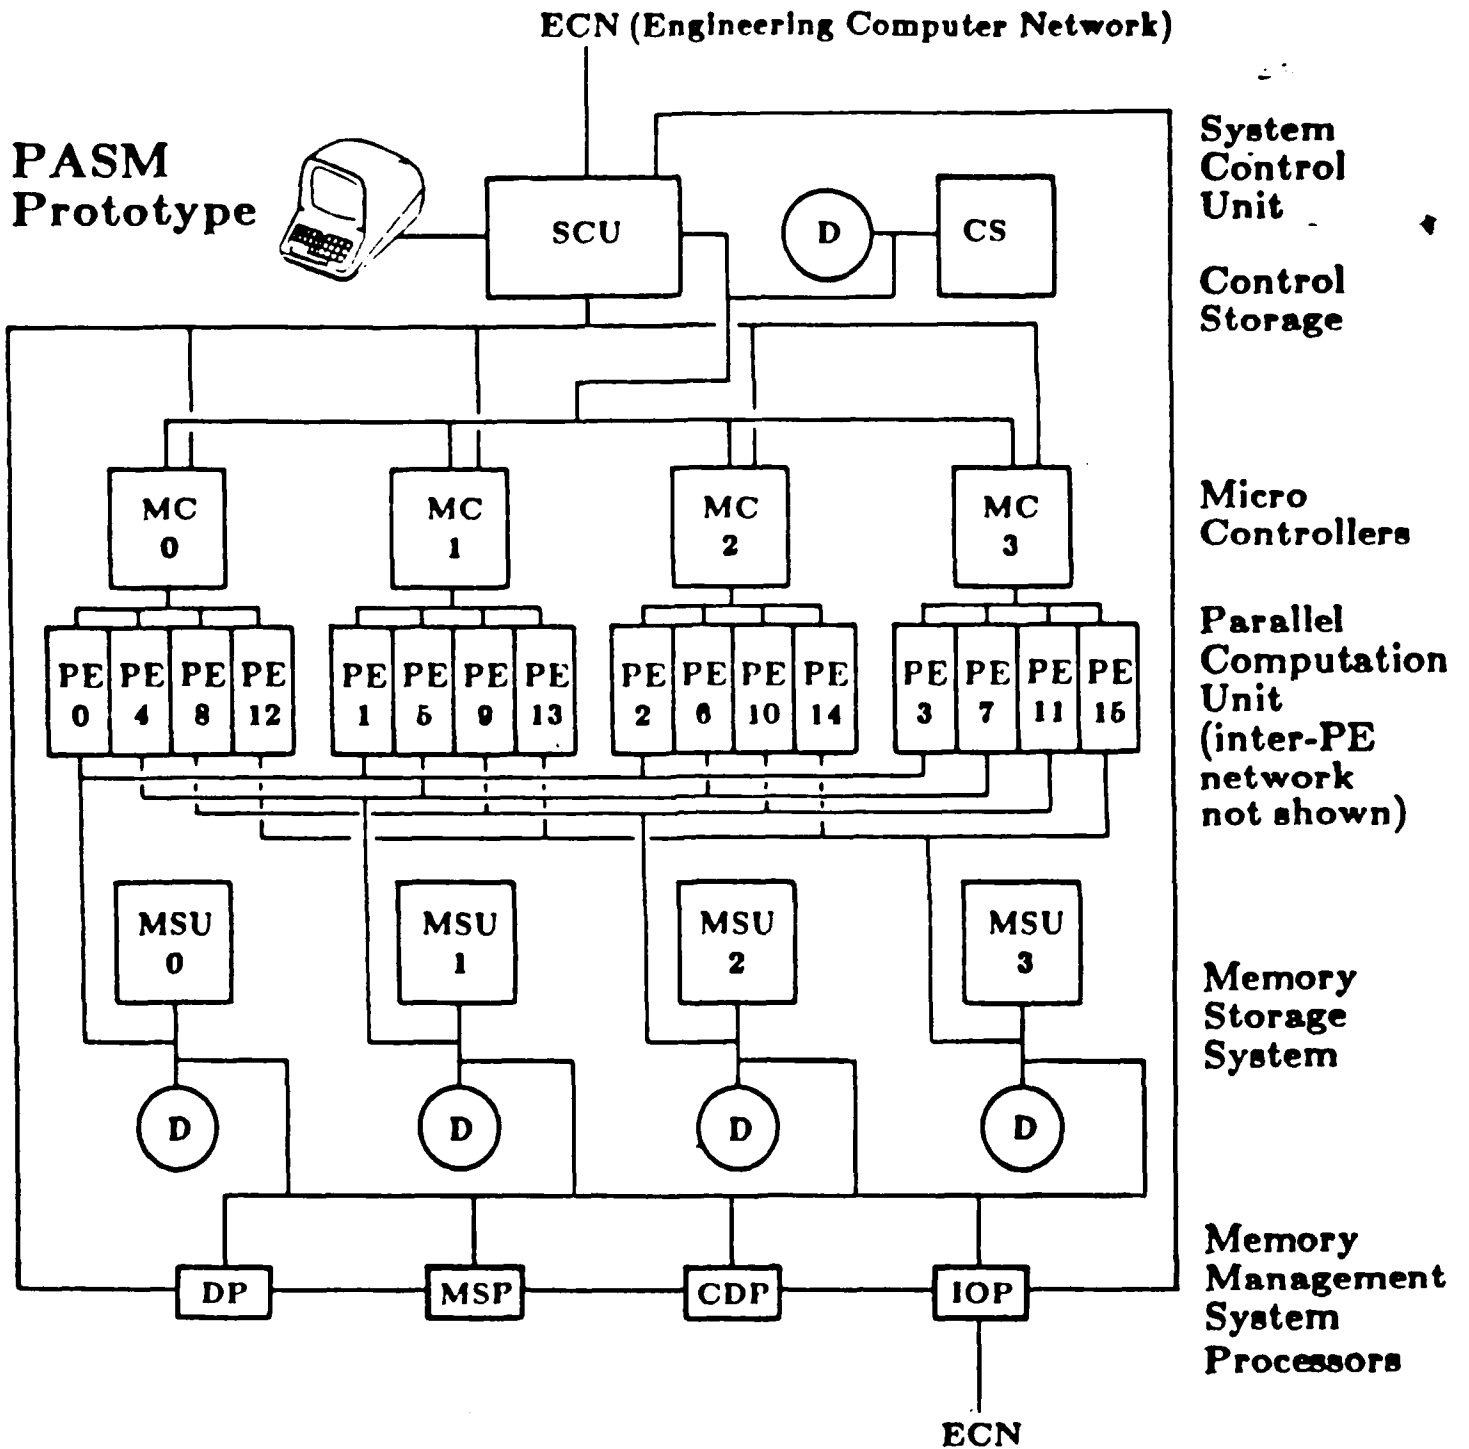 ECN (Engineering Computer Network)
PASM
Prototype
SCU
D
CS
System
Control
Unit
Control
Storage
MC
0
MC
1
MC
2
MC
3
Micro
Controllers
PE
0
PE
4
PE
8
PE
12
PE
1
PE
5
PE
9
PE
13
PE
2
PE
6
PE
10
PE
14
PE
3
PE
7
PE
11
PE
15
Parallel
Computation
Unit
(inter-PE
network
not shown)
MSU
0
MSU
1
MSU
2
MSU
3
Memory
Storage
System
D
D
D
D
DP
MSP
CDP
IOP
Memory
Management
System
Processors
ECN